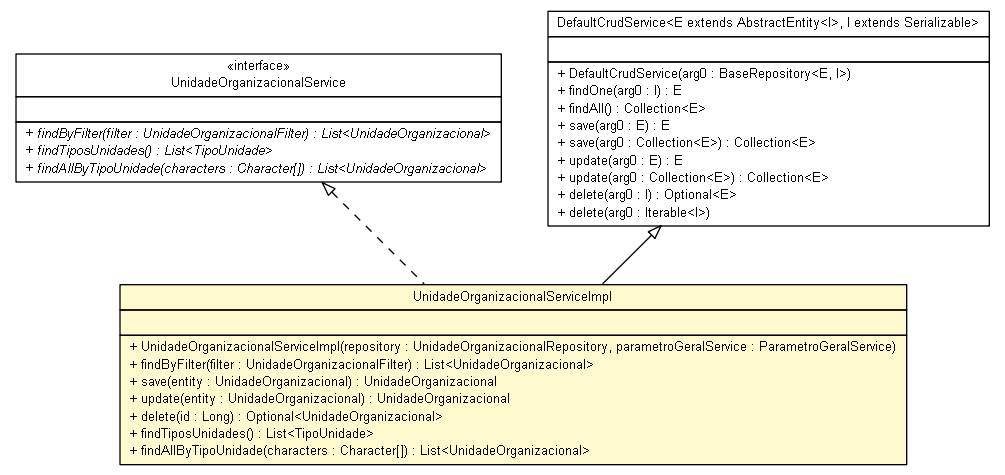 «interface»
UnidadeOrganizacionalService
+ findByFilter(filter : UnidadeOrganizacionalFilter) : List<UnidadeOrganizacional>
+ findTiposUnidades() : List<TipoUnidade>
+ findAllByTipoUnidade(characters : Character[]) : List<UnidadeOrganizacional>
DefaultCrudService<E extends AbstractEntity<I>, I extends Serializable>
+ DefaultCrudService(arg0 : BaseRepository<E, I>)
+ findOne(arg0 : I) : E
+ findAll() : Collection<E>
+ save(arg0 : E) : E
+ save(arg0 : Collection<E>) : Collection<E>
+ update(arg0 : E) : E
+ update(arg0 : Collection<E>) : Collection<E>
+ delete(arg0 : I) : Optional<E>
+ delete(arg0 : Iterable<I>)
UnidadeOrganizacionalServiceImpl
+ UnidadeOrganizacionalServiceImpl(repository : UnidadeOrganizacionalRepository, parametroGeralService : ParametroGeralService)
+ findByFilter(filter : UnidadeOrganizacionalFilter) : List<UnidadeOrganizacional>
+ save(entity : UnidadeOrganizacional) : UnidadeOrganizacional
+ update(entity : UnidadeOrganizacional) : UnidadeOrganizacional
+ delete(id : Long) : Optional<UnidadeOrganizacional>
+ findTiposUnidades() : List<TipoUnidade>
+ findAllByTipoUnidade(characters : Character[]) : List<UnidadeOrganizacional>